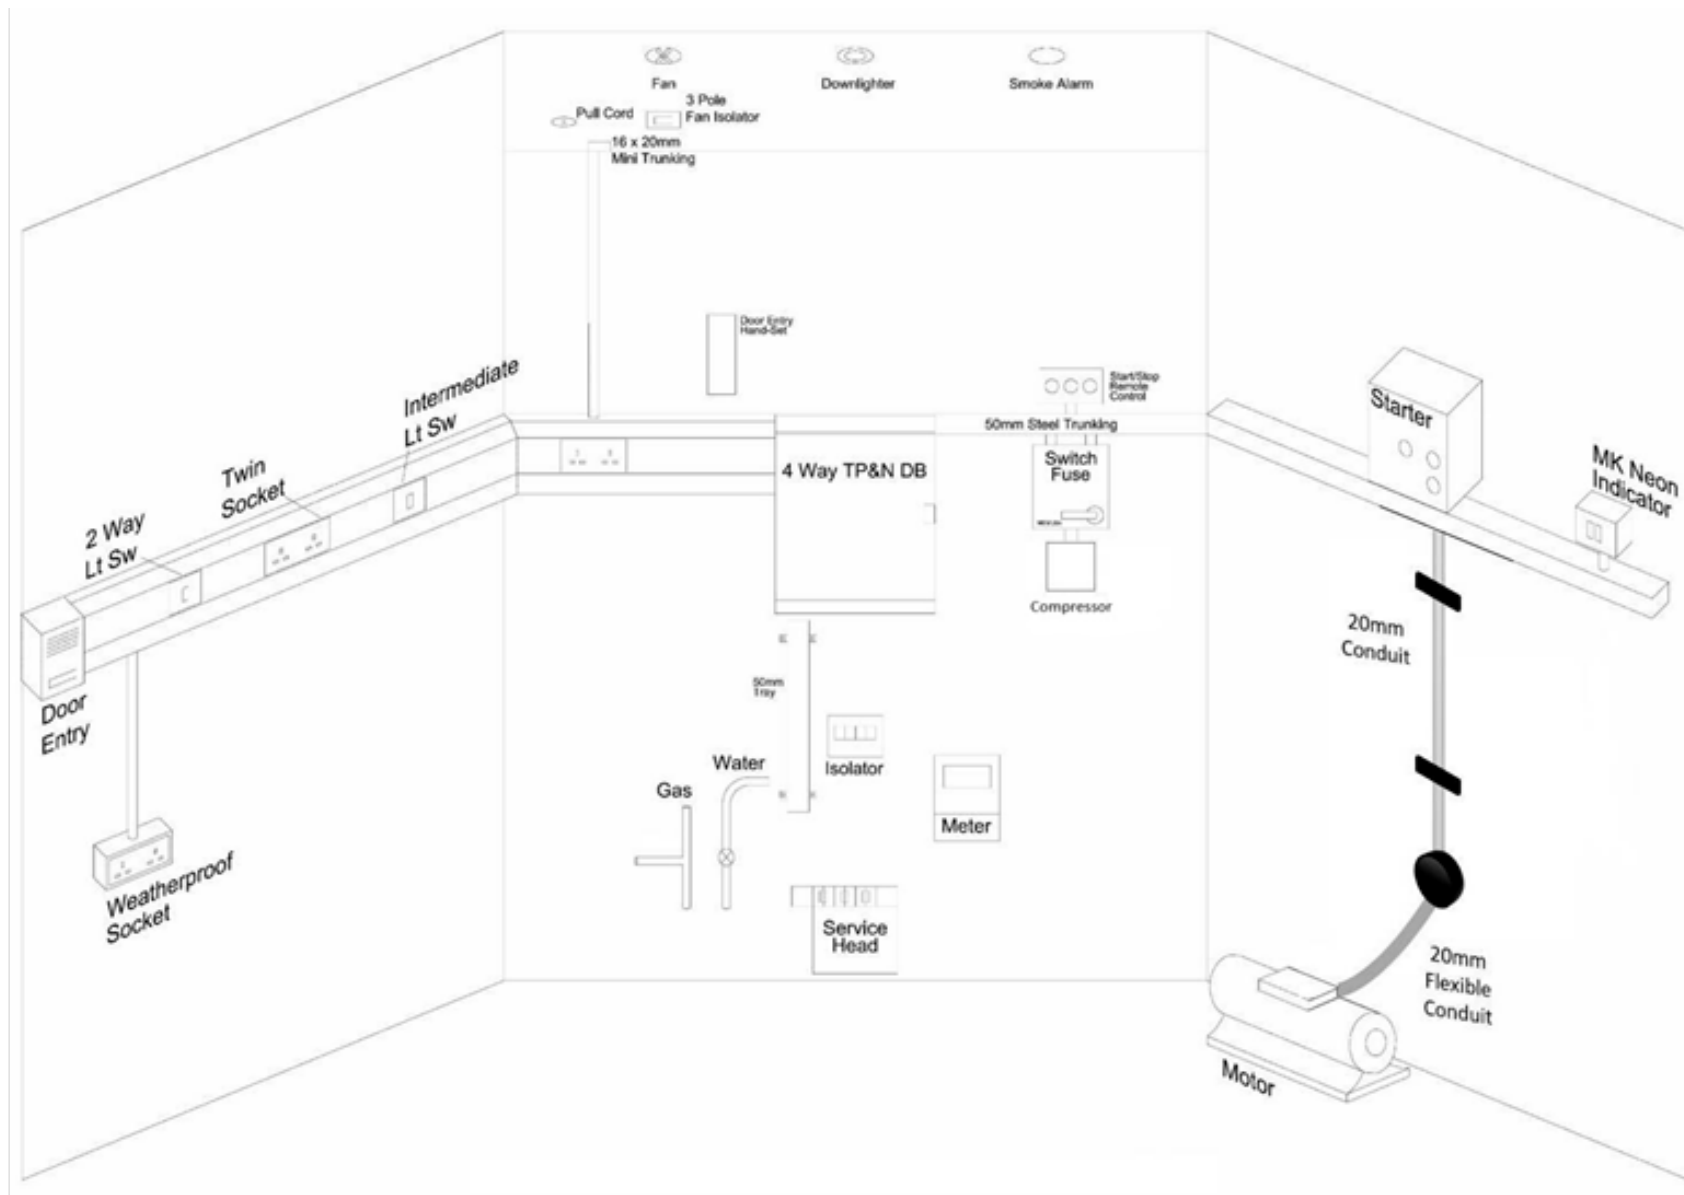 Fan
Downlighter
Smoke Alarm
Pull Cord
3 Pole
Fan Isolator
16 x 20mm
Mini Trunking
Door Entry
Hand-Set
Start/Stop
Remote
Control
50mm Steel Trunking
Intermediate
Lt Sw
Twin
Socket
2 Way
Lt Sw
4 Way TP&N DB
Switch
Fuse
Starter
MK Neon
Indicator
Compressor
20mm
Conduit
Door
Entry
50mm
Tray
Isolator
Water
Gas
Meter
Weatherproof
Socket
Service
Head
20mm
Flexible
Conduit
Motor